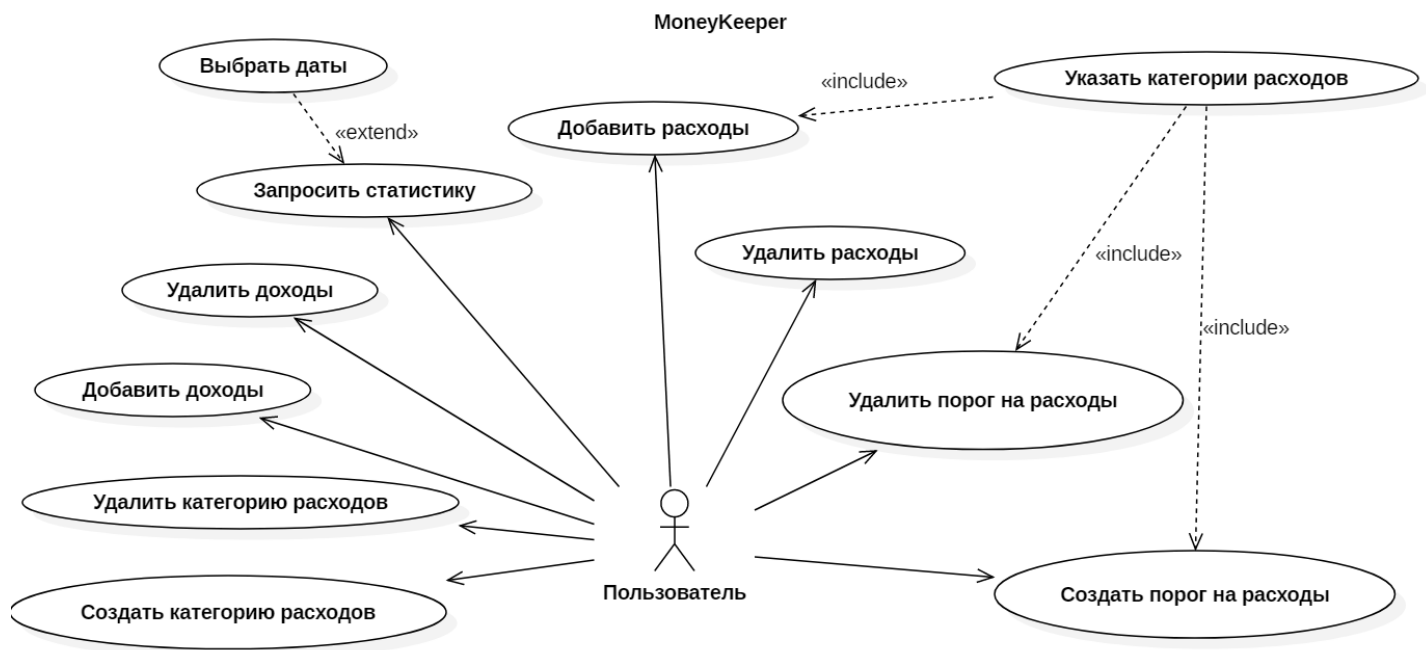 MoneyKeeper
Выбрать даты
«include»
Указать категории расходов
Добавить расходы
«extend»
Запросить статистику
Удалить расходы
«include»
Удалить доходы
«include»
Добавить доходы
Удалить порог на расходы
Удалить категорию расходов
Пользователь
Создать порог на расходы
Создать категорию расходов